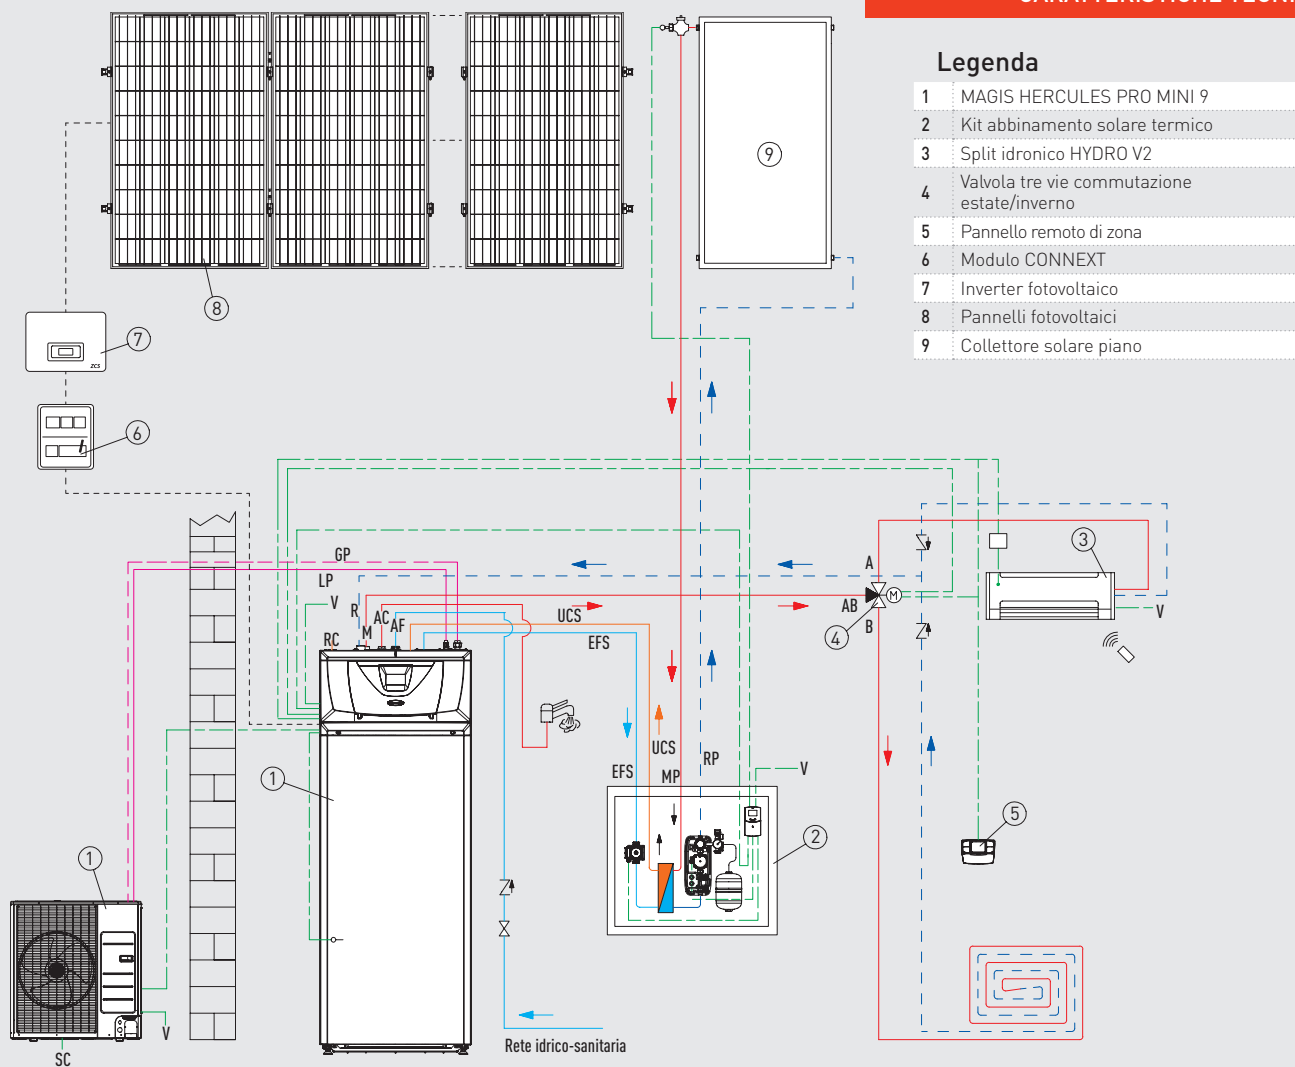 CARATTERISTICHE TECNI
Legenda
1 MAGIS HERCULES PRO MINI 9
2 Kit abbinamento solare termico
3 Split idronico HYDRO V2
4 Valvola tre vie commutazione
estate/inverno
5 Pannello remoto di zona
6 Modulo CONNEXT
7 Inverter fotovoltaico
8 Pannelli fotovoltaici
9 Collettore solare piano
9
8
7
ZCS
6
GP
LP
V
R
AC
M
AF
RC
UCS
EFS
A
AB
M
B
4
3
V
UCS
EFS
MP
RP
V
1
2
5
1
V
SC
Rete idrico-sanitaria